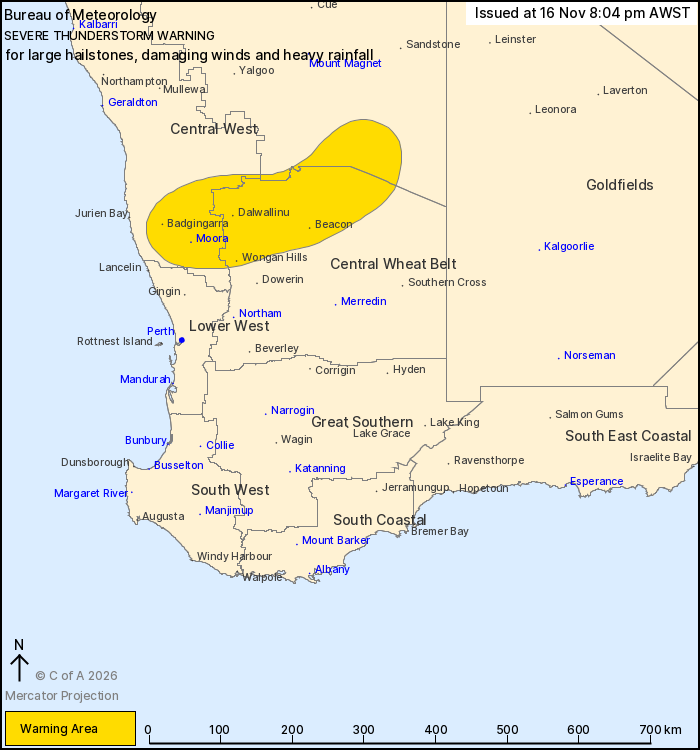 Bureau of Meteorology
SEVERE THUNDERSTORM WARNING
for large hailstones, damaging winds and heavy rainfall
Issued at 16 Nov 8:04 pm AWST
Cue
Kalbarri
Sandstone
Leinster
Mount Magnet
Yalgoo
Northampton
Mullewa
Laverton
Geraldton
Leonora
Central West
Goldfields
Jurien Bay
Dalwallinu
Badgingarra
Beacon
Moora
Kalgoorlie
Wongan Hills
Lancelin
Central Wheat Belt
Dowerin
Southern Cross
Gingin
Merredin
Northam
Lower West
Perth
Rottnest Island
Beverley
Norseman
Corrigin
Hyden
Mandurah
Narrogin
Salmon Gums
Great Southern
Lake King
Lake Grace
South East Coastal
Bunbury
Collie
Wagin
Israelite Bay
Dunsborough
Busselton
Katanning
Ravensthorpe
Esperance
Margaret River
South West
Jerramungup
Hopetoun
Manjimup
Augusta
South Coastal
Bremer Bay
Mount Barker
Windy Harbour
Walpole
Albany
N
© C of A 2026
Mercator Projection
Warning Area
0 100 200 300 400 500 600 700 km